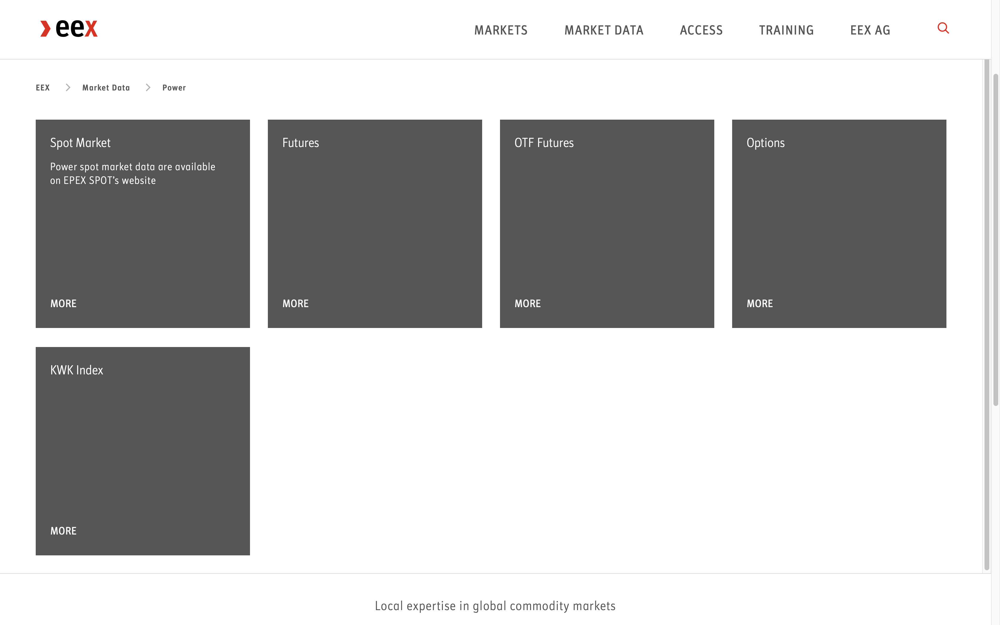 eex
MARKETS
MARKET DATA
ACCESS
TRAINING
EEX AG
EEX
Market Data
Power
Spot Market
Power spot market data are available
on EPEX SPOT’s website
MORE
Futures
MORE
OTF Futures
MORE
Options
MORE
KWK Index
MORE
Local expertise in global commodity markets